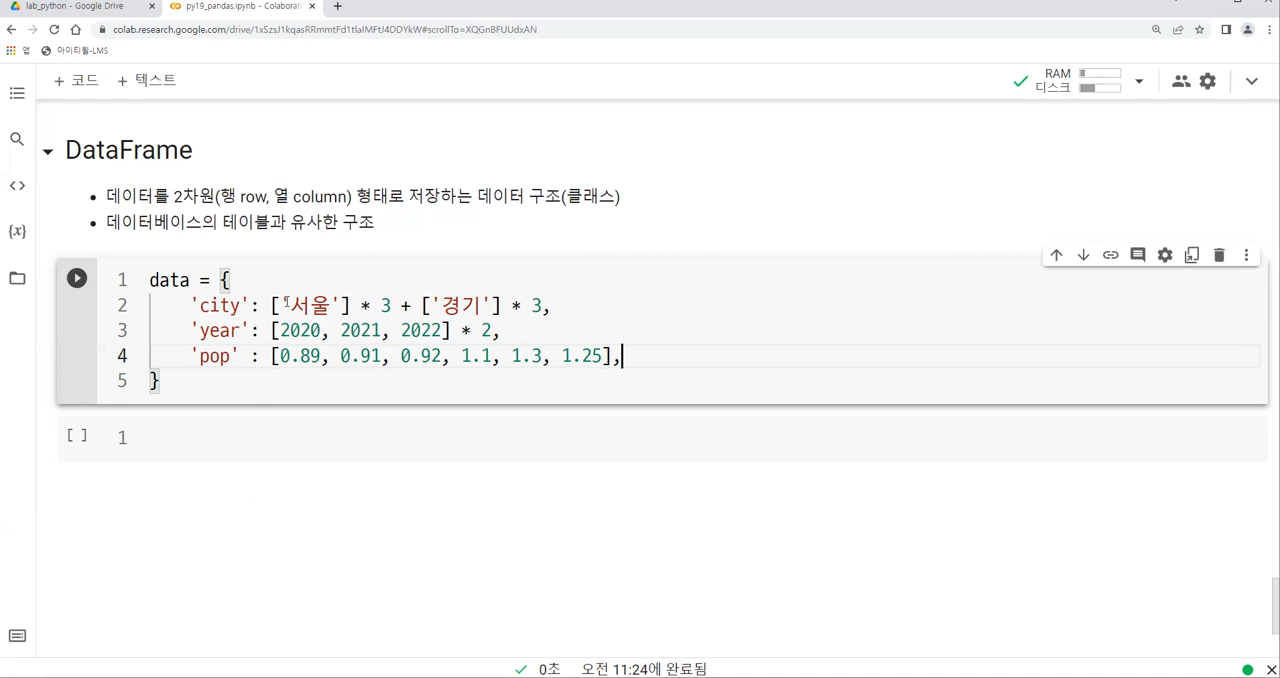 lab_python - Google Drive
py19_pandas.ipynb - Colaborat
colab.research.google.com/drive/1xSzsJ1kqasRRmmtFd1tlaIMFtJ4DDYkW#scrollTo=XQGnBFUUdxAN
앱 아이티윌-LMS
+ 코드 + 텍스트
RAM
디스크
DataFrame
• 데이터를 2차원(행 row, 열 column) 형태로 저장하는 데이터 구조(클래스)
• 데이터베이스의 테이블과 유사한 구조
{x}
1 data = {
2 'city': ['서울'] * 3 + ['경기'] * 3,
3 'year': [2020, 2021, 2022] * 2,
4 'pop' : [0.89, 0.91, 0.92, 1.1, 1.3, 1.25],
5 }
[ ] 1
0초 오전 11:24에 완료됨